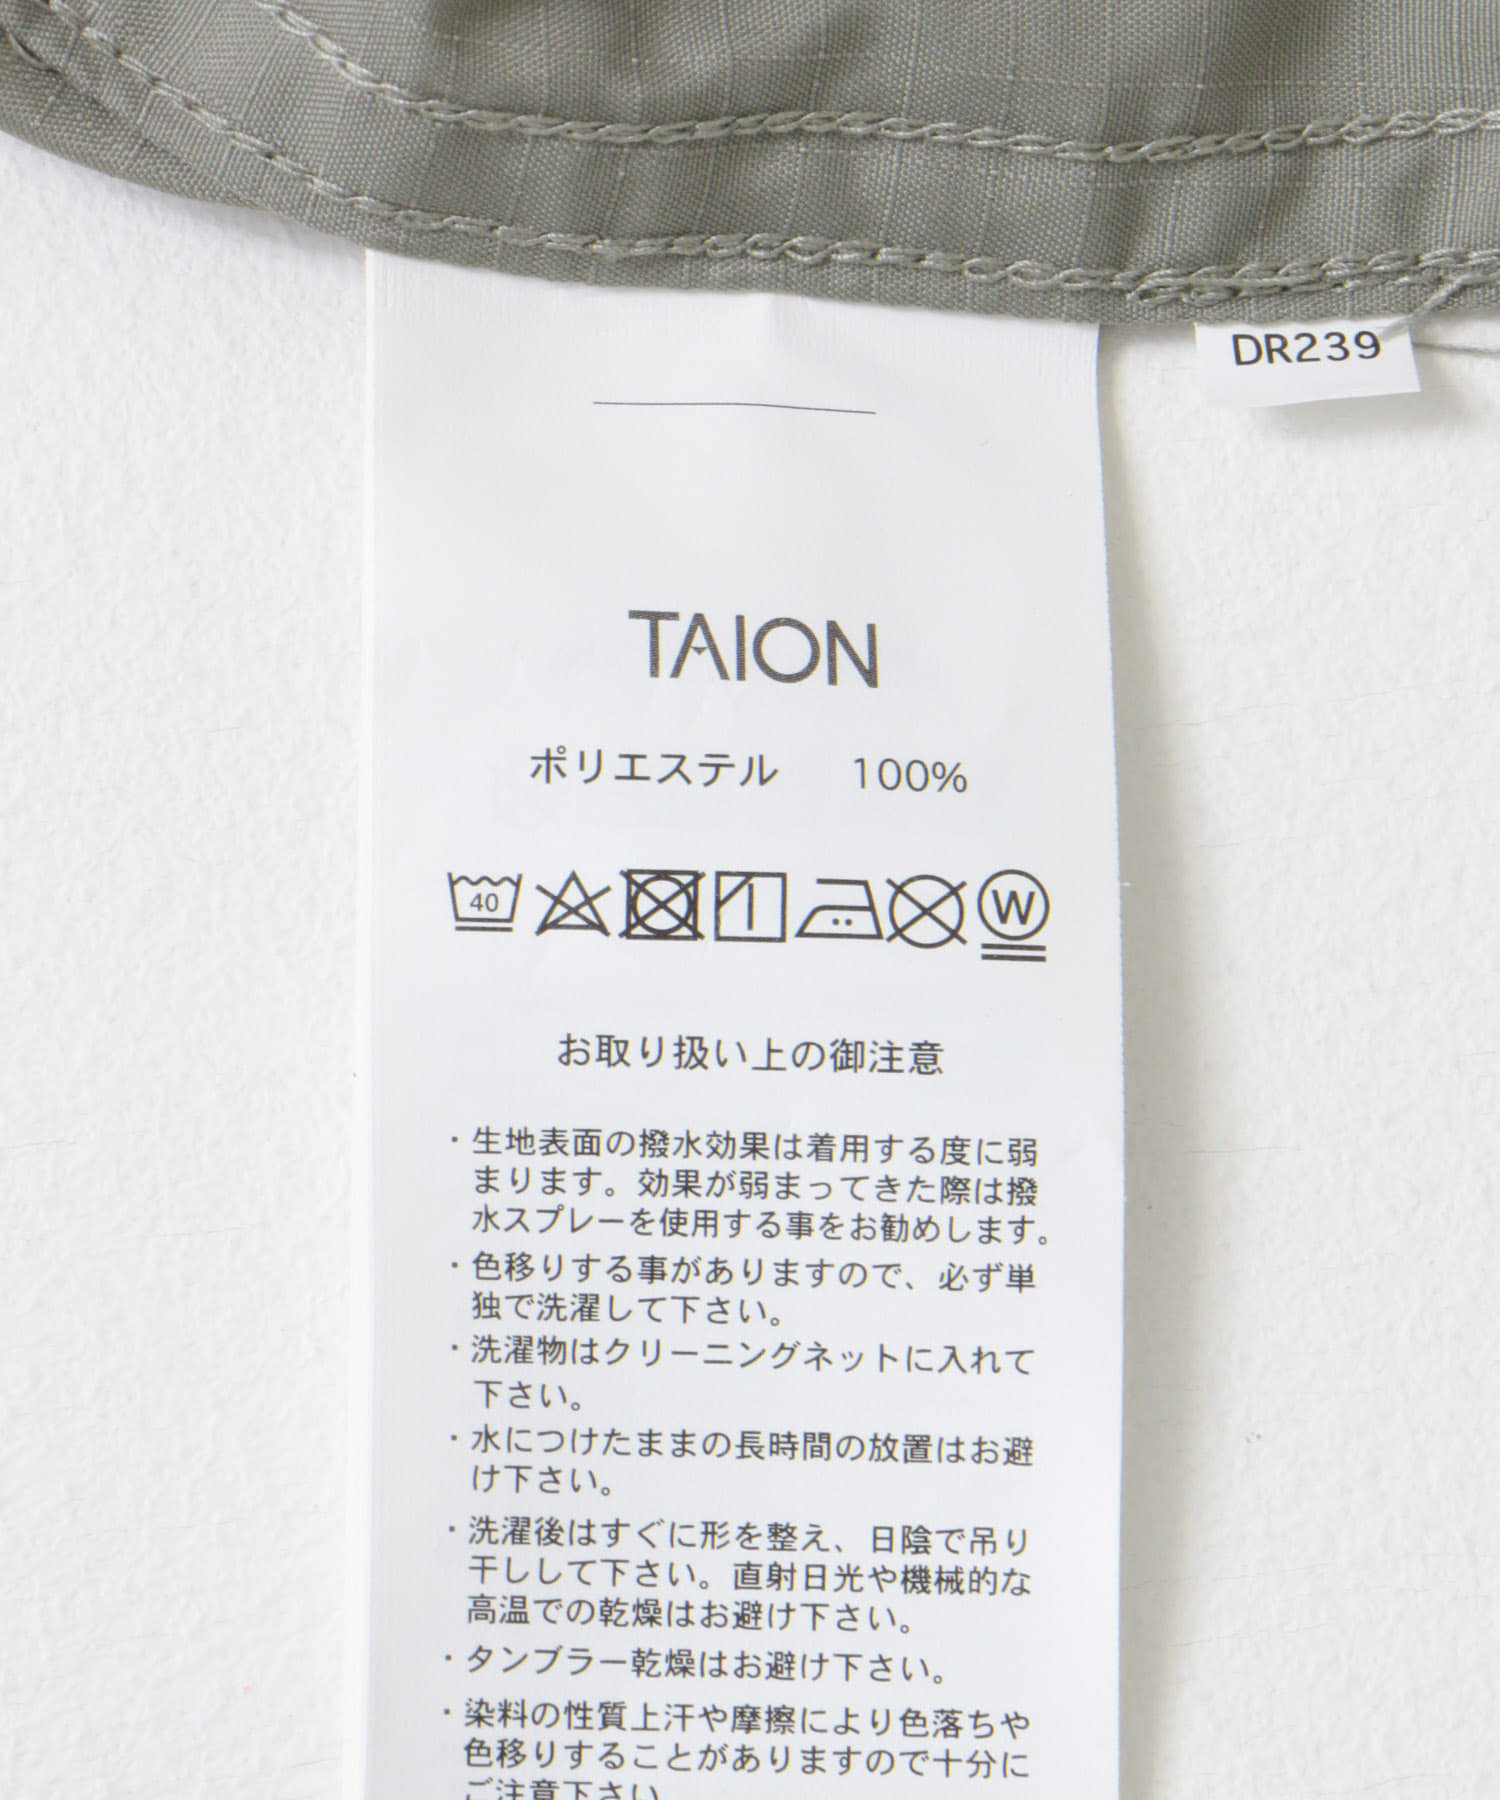 DR239
TAION
ポリエステル 100%
40
W
お取り扱い上の御注意
・生地表面の撥水効果は着用する度に弱
まります。効果が弱まってきた際は撥
水スプレーを使用する事をお勧めします。
・色移りする事がありますので、必ず単
独で洗濯して下さい。
・洗濯物はクリーニングネットに入れて
下さい。
・水につけたままの長時間の放置はお避
け下さい。
・洗濯後はすぐに形を整え、日陰で吊り
干しして下さい。直射日光や機械的な
高温での乾燥はお避け下さい。
・タンブラー乾燥はお避け下さい。
・染料の性質上汗や摩擦により色落ちや
色移りすることがありますので十分に
ご注意下さい。